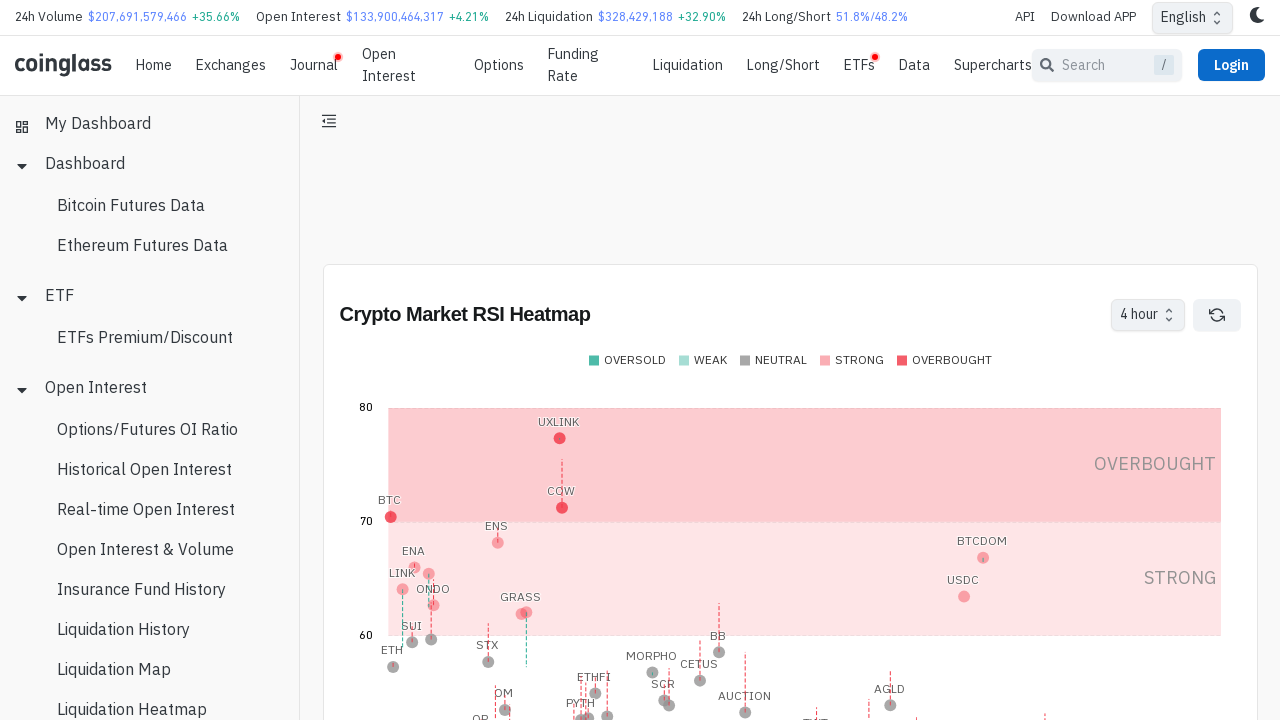 24h Volume $207,691,579,466 +35.66% Open Interest $133,900,464,317 +4.21% 24h Liquidation $328,429,188 +32.90% 24h Long/Short 51.8%/48.2% API Download APP English
coinglass Home Exchanges Journal Open Interest Options Funding Rate Liquidation Long/Short ETFs Data Supercharts Search / Login
My Dashboard
Dashboard
Bitcoin Futures Data
Ethereum Futures Data
ETF
ETFs Premium/Discount
Open Interest
Options/Futures OI Ratio
Historical Open Interest
Real-time Open Interest
Open Interest & Volume
Insurance Fund History
Liquidation History
Liquidation Map
Liquidation Heatmap
Crypto Market RSI Heatmap 4 hour
OVERSOLD WEAK NEUTRAL STRONG OVERBOUGHT
80
UXLINK
OVERBOUGHT
COW
BTC
70
ENS
BTCDOM
ENA
LINK
USDC
STRONG
ONDO
GRASS
SUI
60
BB
STX
ETH
MORPHO
CETUS
ETHFI
SCR
AGLD
OM
AUCTION
PYTH
OP